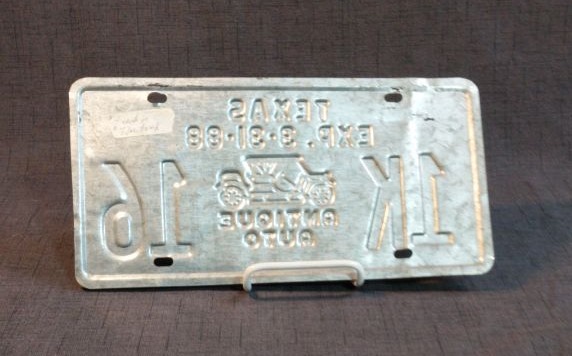 TEXAS
EXP. 3-31-88
1K 16
ANTIQUE
AUTO